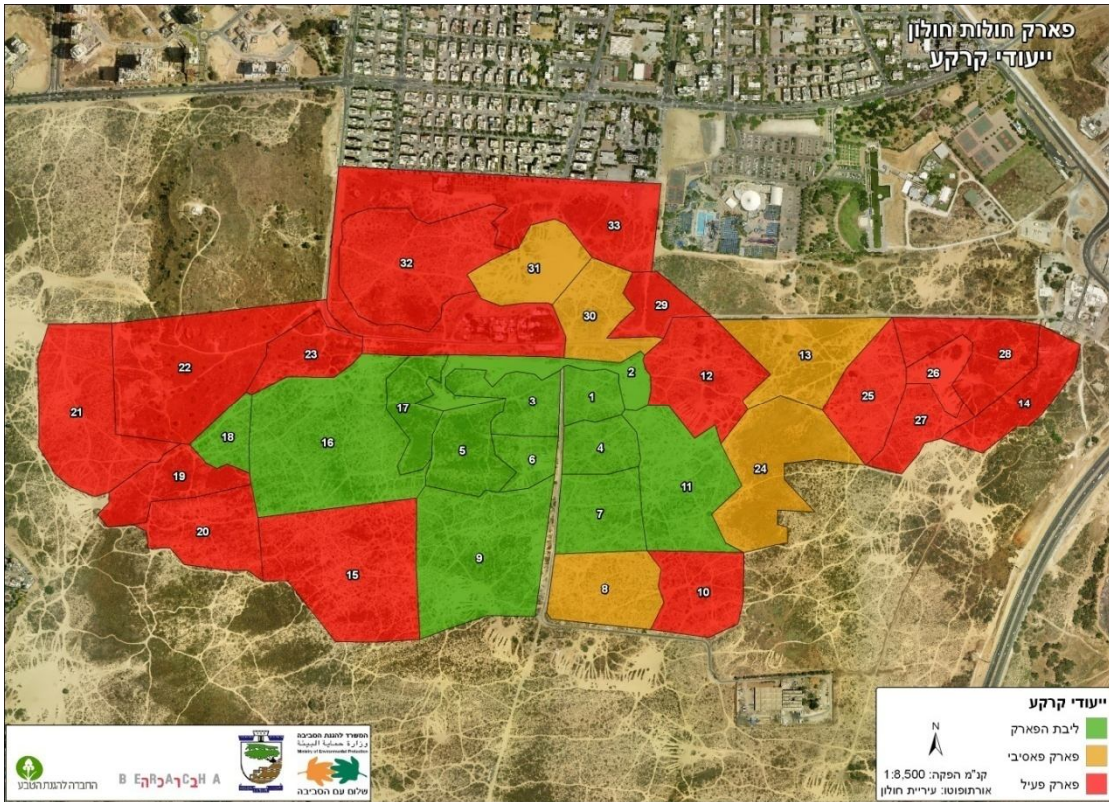 פארק חולות חולון
ייעודי קרקע
33
32
31
30
29
28
13
12
26
25
14
27
23
22
21
2
1
3
17
18
16
5
4
6
24
11
19
20
7
9
15
8
10
ייעודי קרקע
ליבת הפארק
פארק פאסיבי
פארק פעיל
N
קנ"מ הפקה: 1:8,500
אורתופוטו: עיריית חולון
המשרד להגנת הסביבה
وزارة حماية البيئة
Ministry of Environmental Protection
שלום עם הסביבה
החברה להגנת הטבע